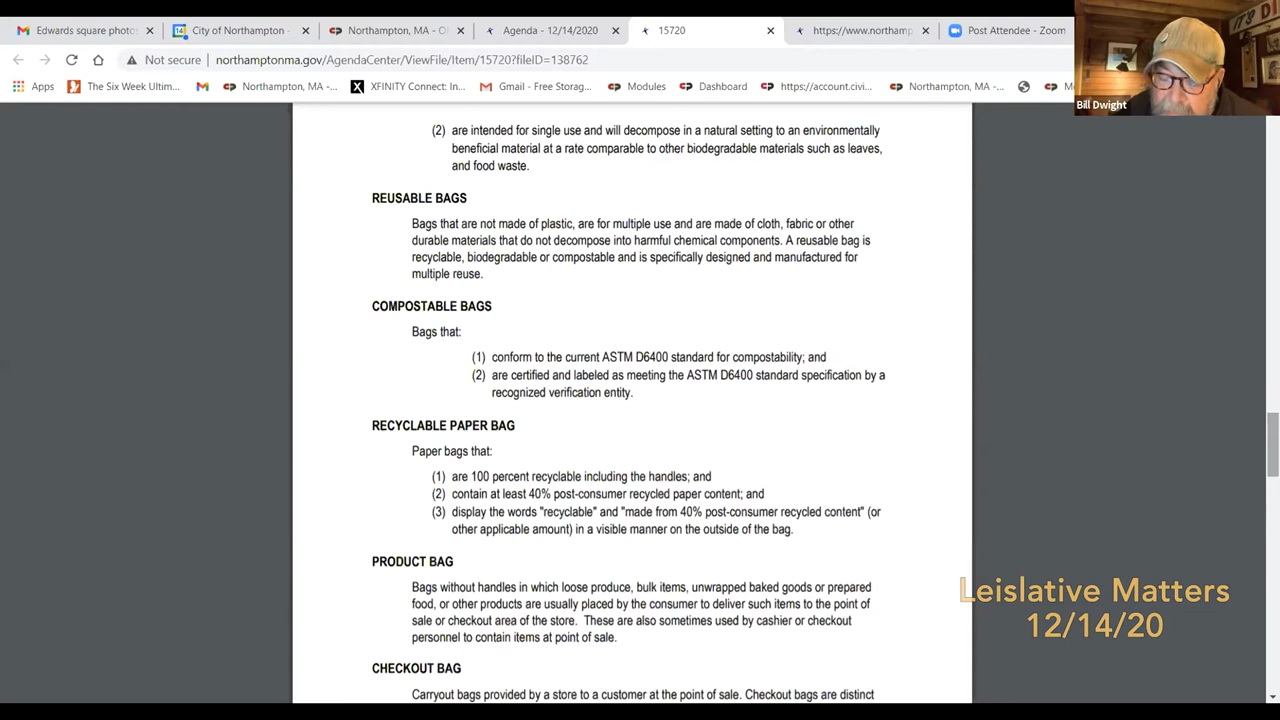 Edwards square photos
City of Northampton -
Northampton, MA - O
Agenda - 12/14/2020
15720
https://www.northamp
Post Attendee - Zoom
Not secure
northamptonma.gov/AgendaCenter/ViewFile/Item/15720?fileID=138762
Apps
The Six Week Ultim...
Northampton, MA -...
XFINITY Connect: In...
Gmail - Free Storag...
Modules
Dashboard
https://account.civi...
Northampton, MA -...
IT'S
Bill Dwight
(2) are intended for single use and will decompose in a natural setting to an environmentally
beneficial material at a rate comparable to other biodegradable materials such as leaves,
and food waste.
REUSABLE BAGS
Bags that are not made of plastic, are for multiple use and are made of cloth, fabric or other
durable materials that do not decompose into harmful chemical components. A reusable bag is
recyclable, biodegradable or compostable and is specifically designed and manufactured for
multiple reuse.
COMPOSTABLE BAGS
Bags that:
(1) conform to the current ASTM D6400 standard for compostability; and
(2) are certified and labeled as meeting the ASTM D6400 standard specification by a
recognized verification entity.
RECYCLABLE PAPER BAG
Paper bags that:
(1) are 100 percent recyclable including the handles; and
(2) contain at least 40% post-consumer recycled paper content; and
(3) display the words "recyclable" and "made from 40% post-consumer recycled content" (or
other applicable amount) in a visible manner on the outside of the bag.
PRODUCT BAG
Bags without handles in which loose produce, bulk items, unwrapped baked goods or prepared
food, or other products are usually placed by the consumer to deliver such items to the point of
sale or checkout area of the store. These are also sometimes used by cashier or checkout
personnel to contain items at point of sale.
CHECKOUT BAG
Carryout bags provided by a store to a customer at the point of sale. Checkout bags are distinct
Leislative Matters
12/14/20